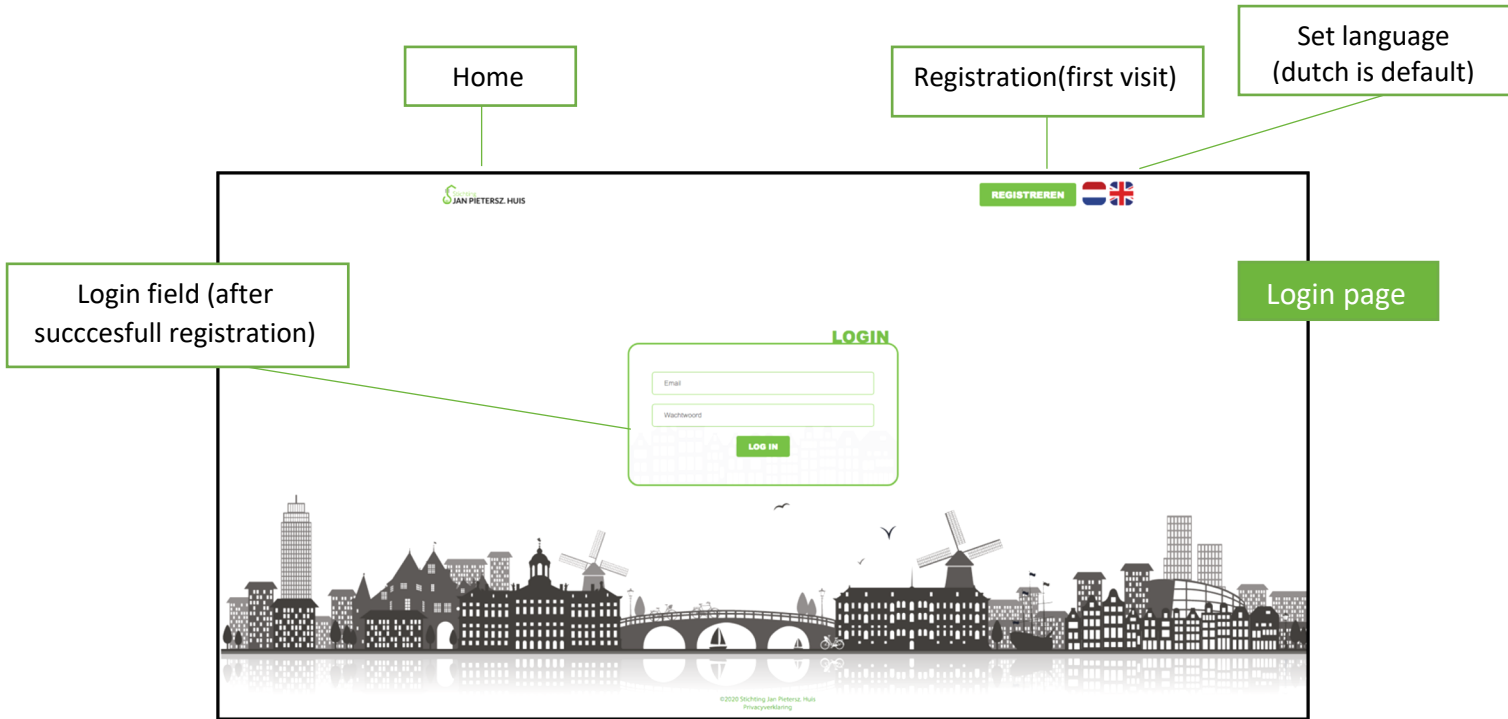 Set language
(dutch is default)
Home
Registration(first visit)
Stichting
JAN PIETERSZ. HUIS
REGISTREREN
Login field (after
succcesfull registration)
Login page
LOGIN
Email
Wachtwoord
LOG IN
©2020 Stichting Jan Pietersz. Huis
Privacyverklaring